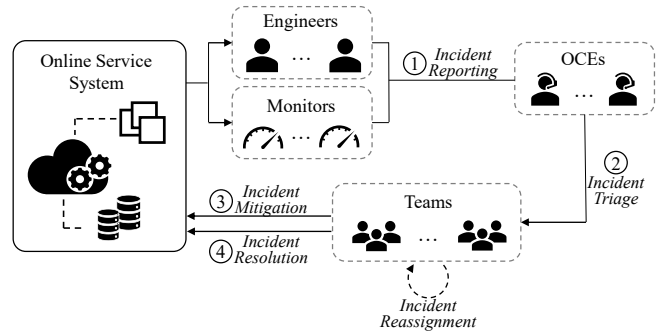 Online Service
System
Engineers
...
Monitors
...
1 Incident
Reporting
OCEs
...
2
Incident
Triage
Teams
...
3 Incident
Mitigation
4 Incident
Resolution
Incident
Reassignment